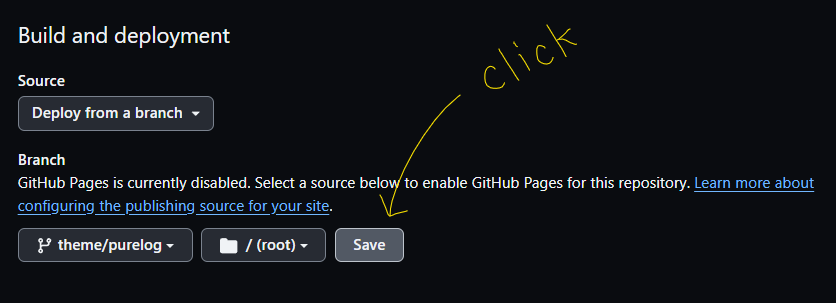 Build and deployment
click
Source
Deploy from a branch
Branch
GitHub Pages is currently disabled. Select a source below to enable GitHub Pages for this repository. Learn more about
configuring the publishing source for your site.
theme/purelog
/ (root)
Save